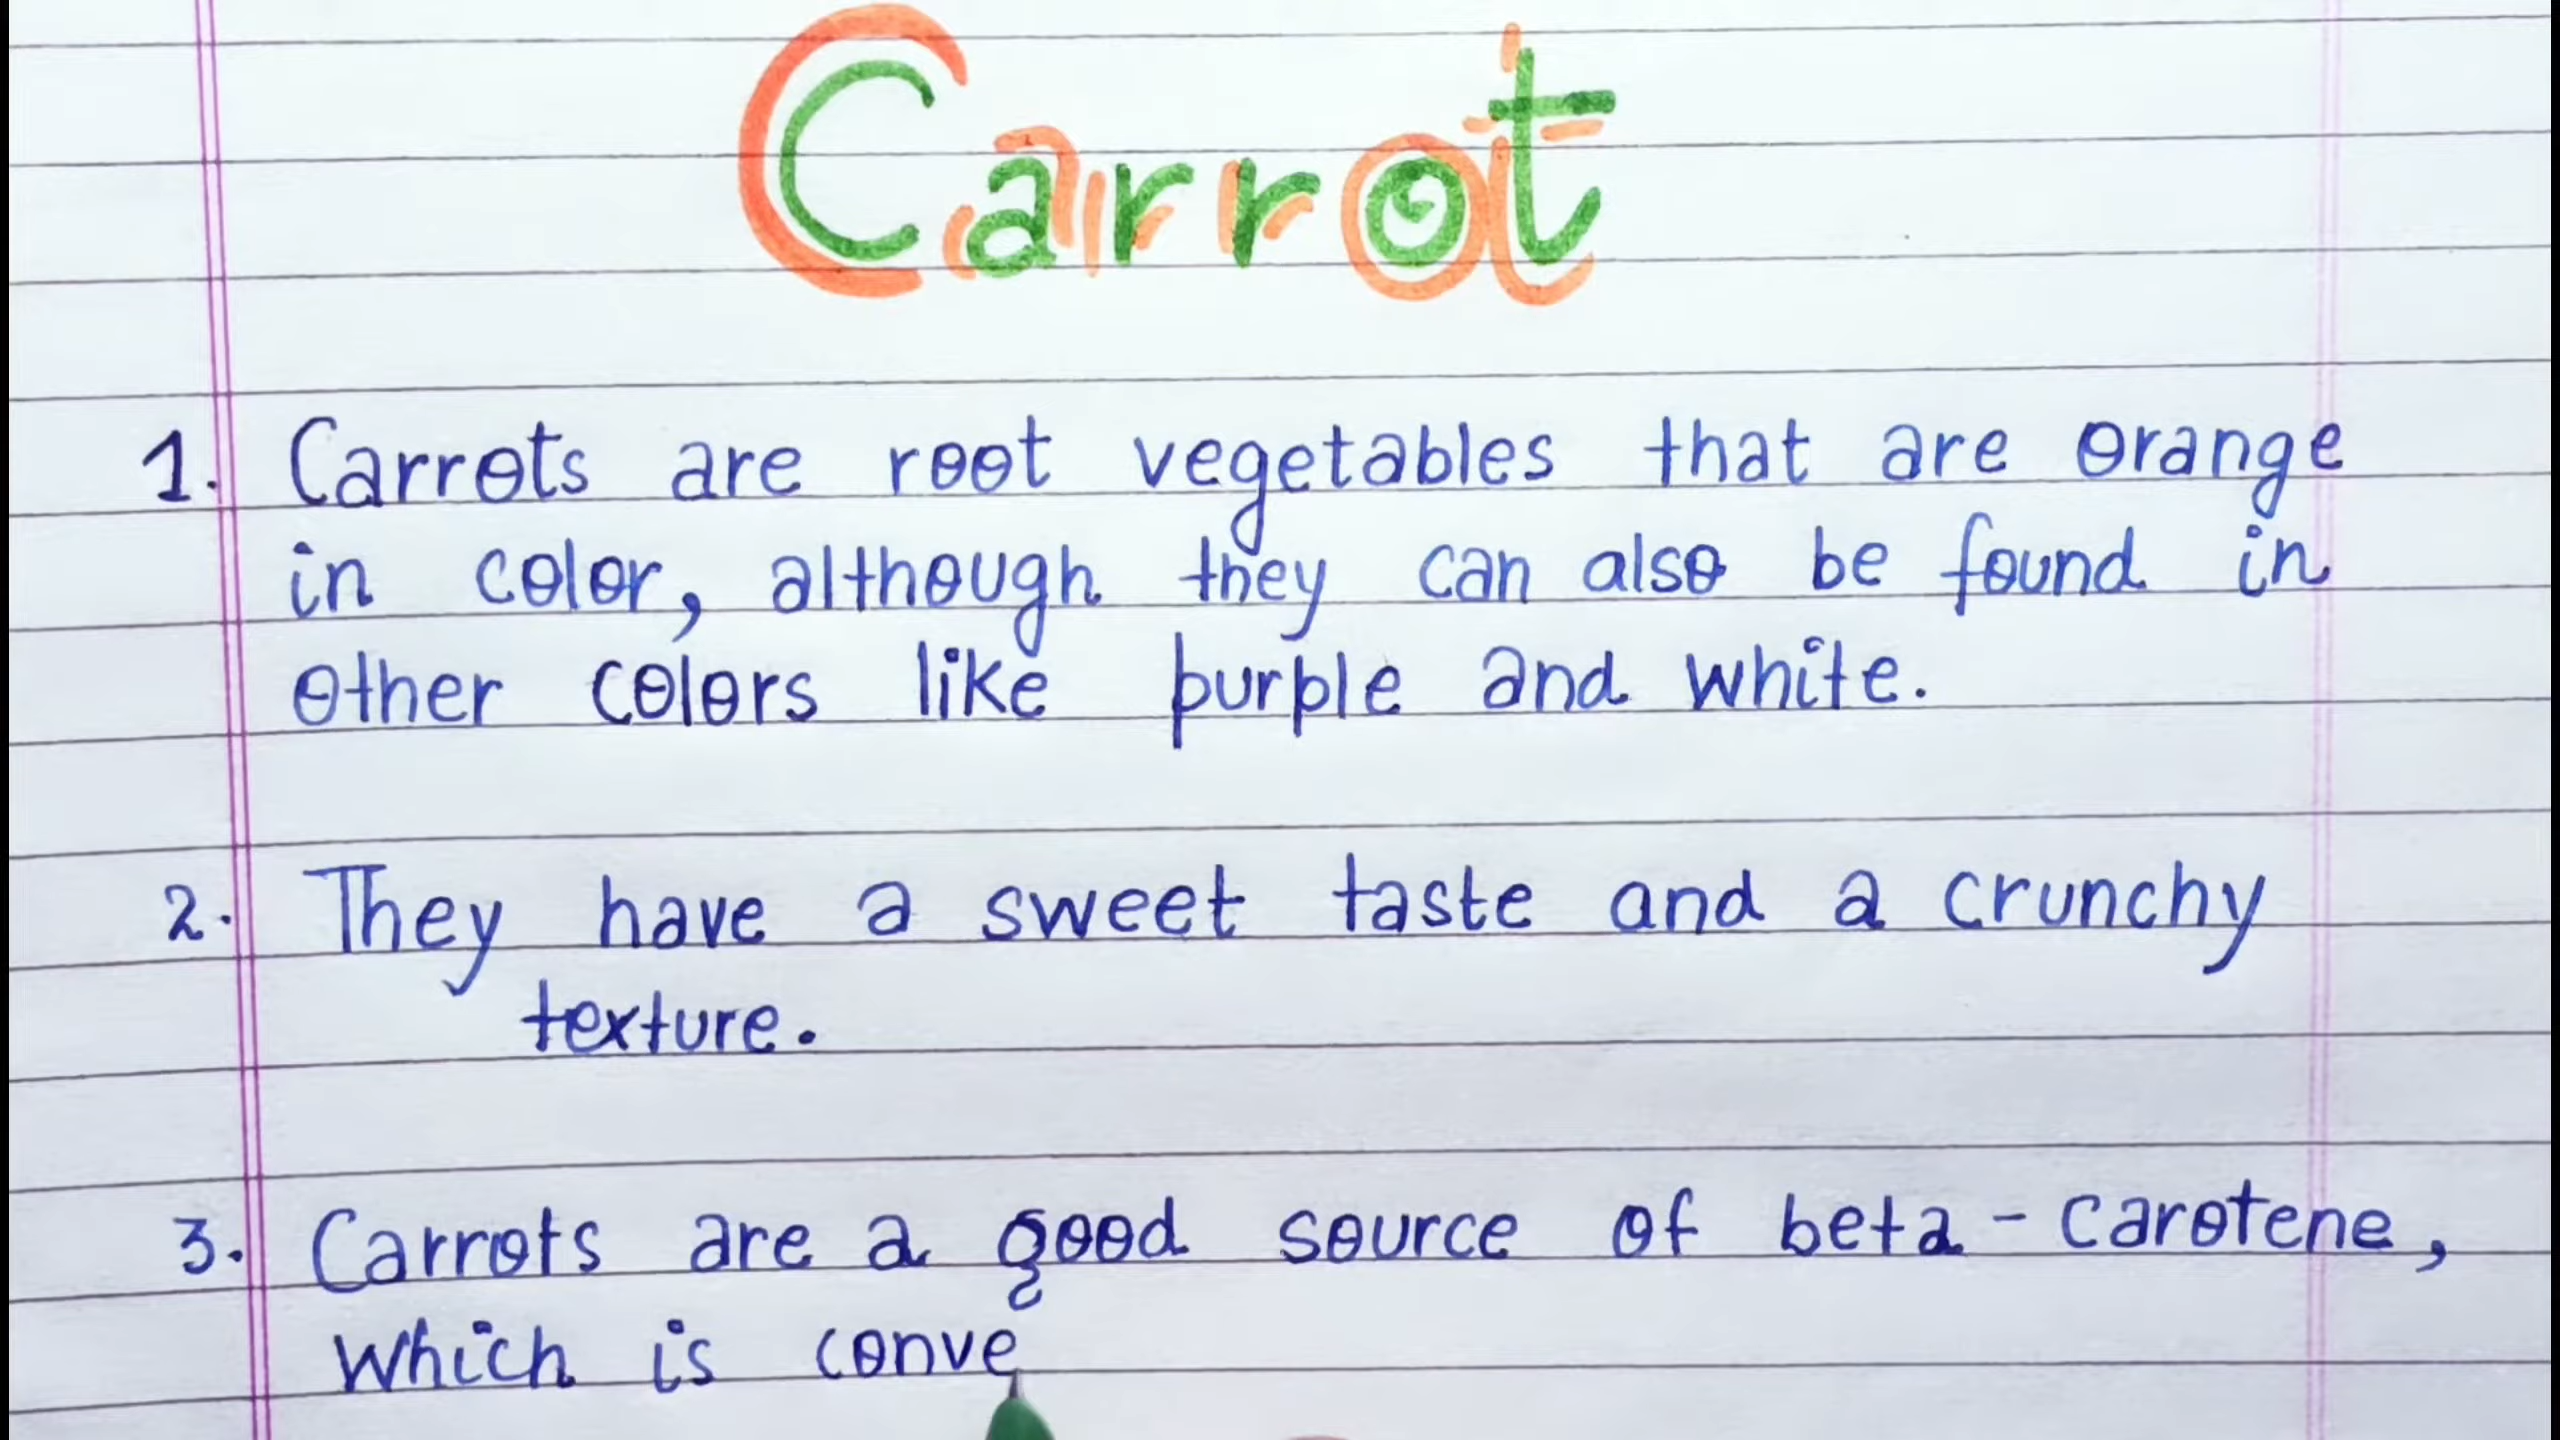 Carrot
1. Carrots are root vegetables that are orange
in color, although they can also be found in
other colors like purple and white.
2. They have a sweet taste and a crunchy
texture.
3. Carrots are a good source of beta-carotene,
which is conve